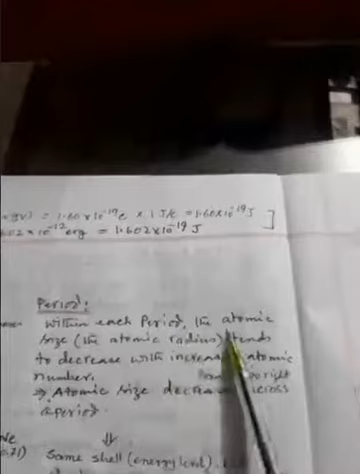 = 1.60 x 10⁻¹⁹ c x 1 J/c = 1.60 x 10⁻¹⁹ J ]
x 10⁻¹² erg = 1.602 x 10⁻¹⁹ J
Period:
within each Period, the atomic
size (the atomic radius) tends
to decrease with increase atomic
number.
⇒ Atomic size across
a period.
⇓
Same shell (energy level),